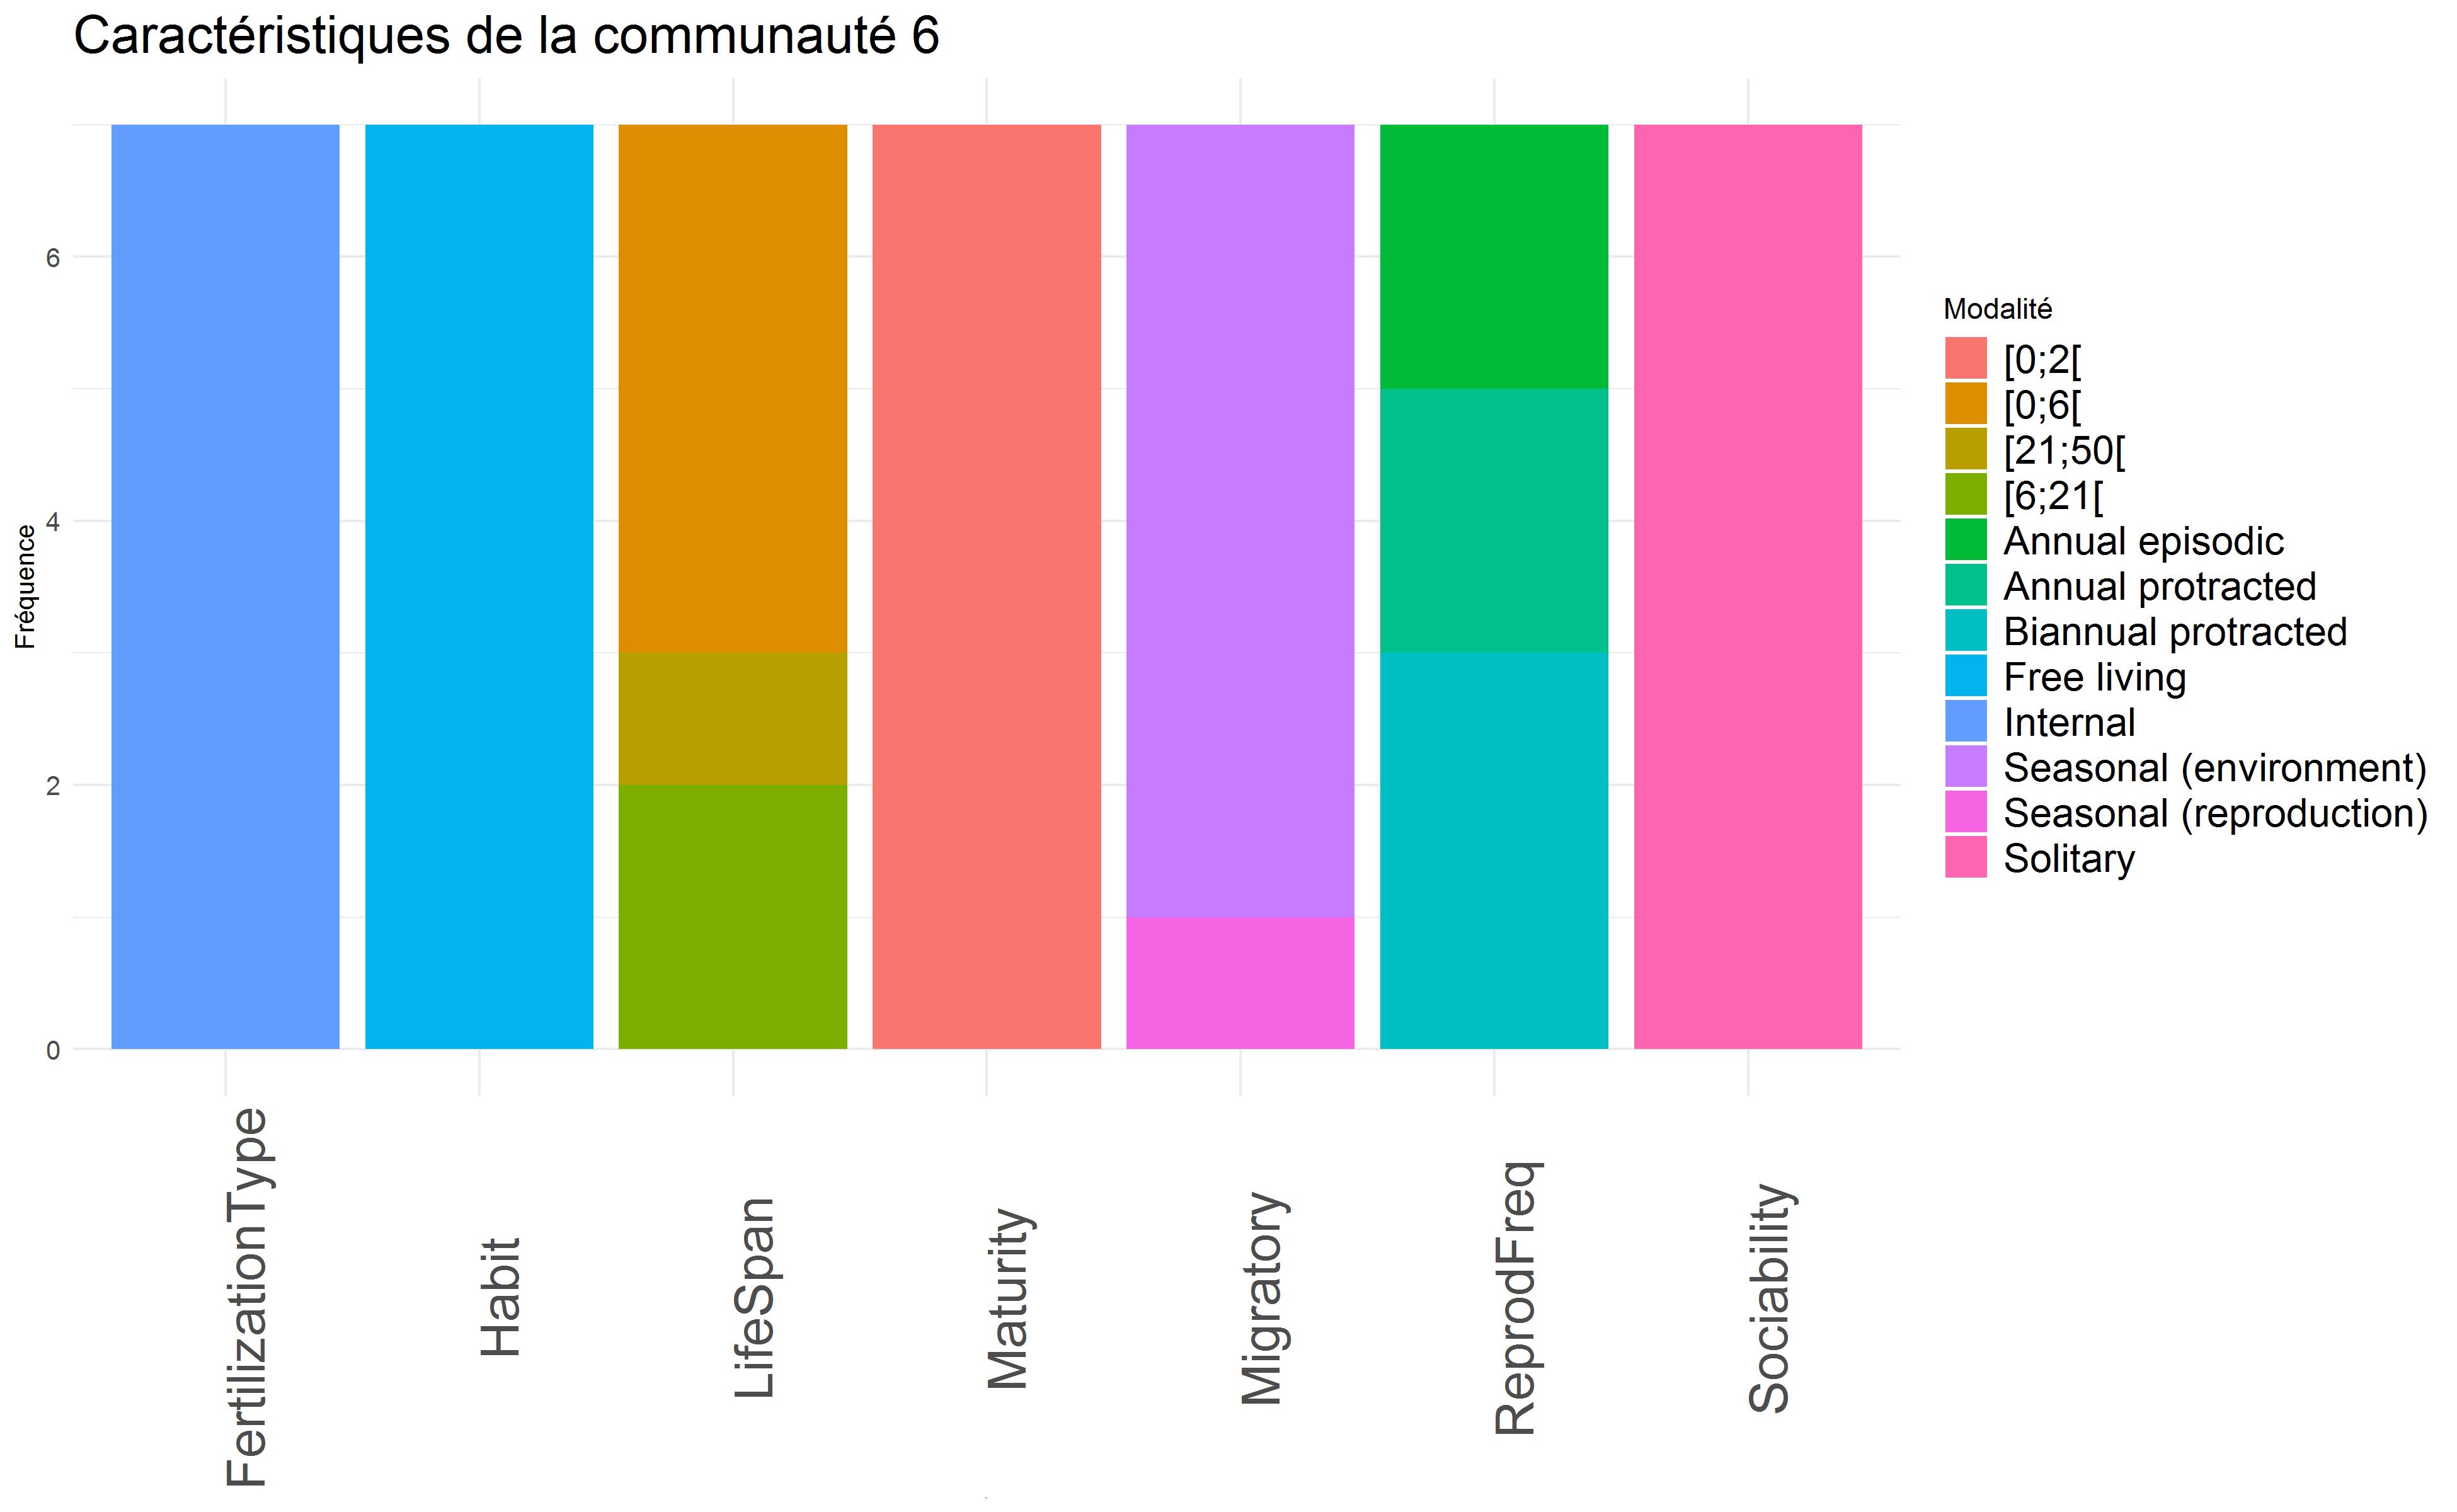 Caractéristiques de la communauté 6
Fréquence
6
4
2
0
FertilizationType
Habit
LifeSpan
Maturity
Migratory
ReprodFreq
Sociability
Modalité
[0;2[
[0;6[
[21;50[
[6;21[
Annual episodic
Annual protracted
Biannual protracted
Free living
Internal
Seasonal (environment)
Seasonal (reproduction)
Solitary